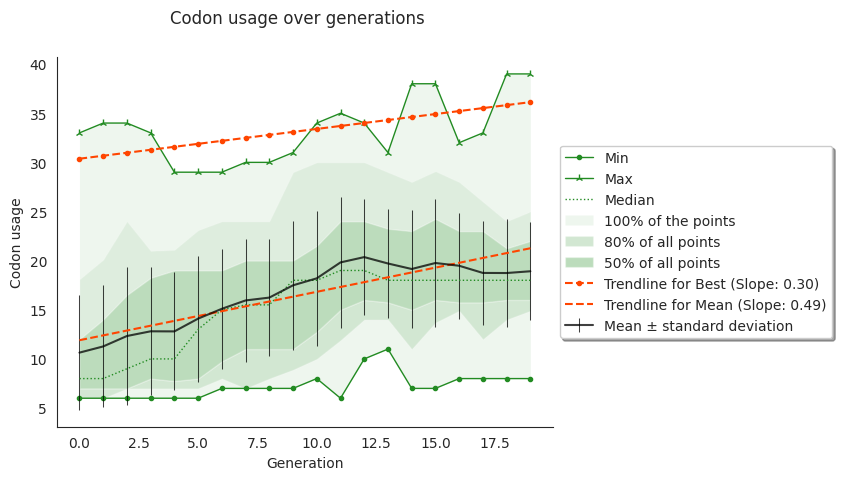 Codon usage over generations
40
35
30
25
20
15
10
5
Codon usage
0.0 2.5 5.0 7.5 10.0 12.5 15.0 17.5
Generation
Min
Max
Median
100% of the points
80% of all points
50% of all points
Trendline for Best (Slope: 0.30)
Trendline for Mean (Slope: 0.49)
Mean ± standard deviation